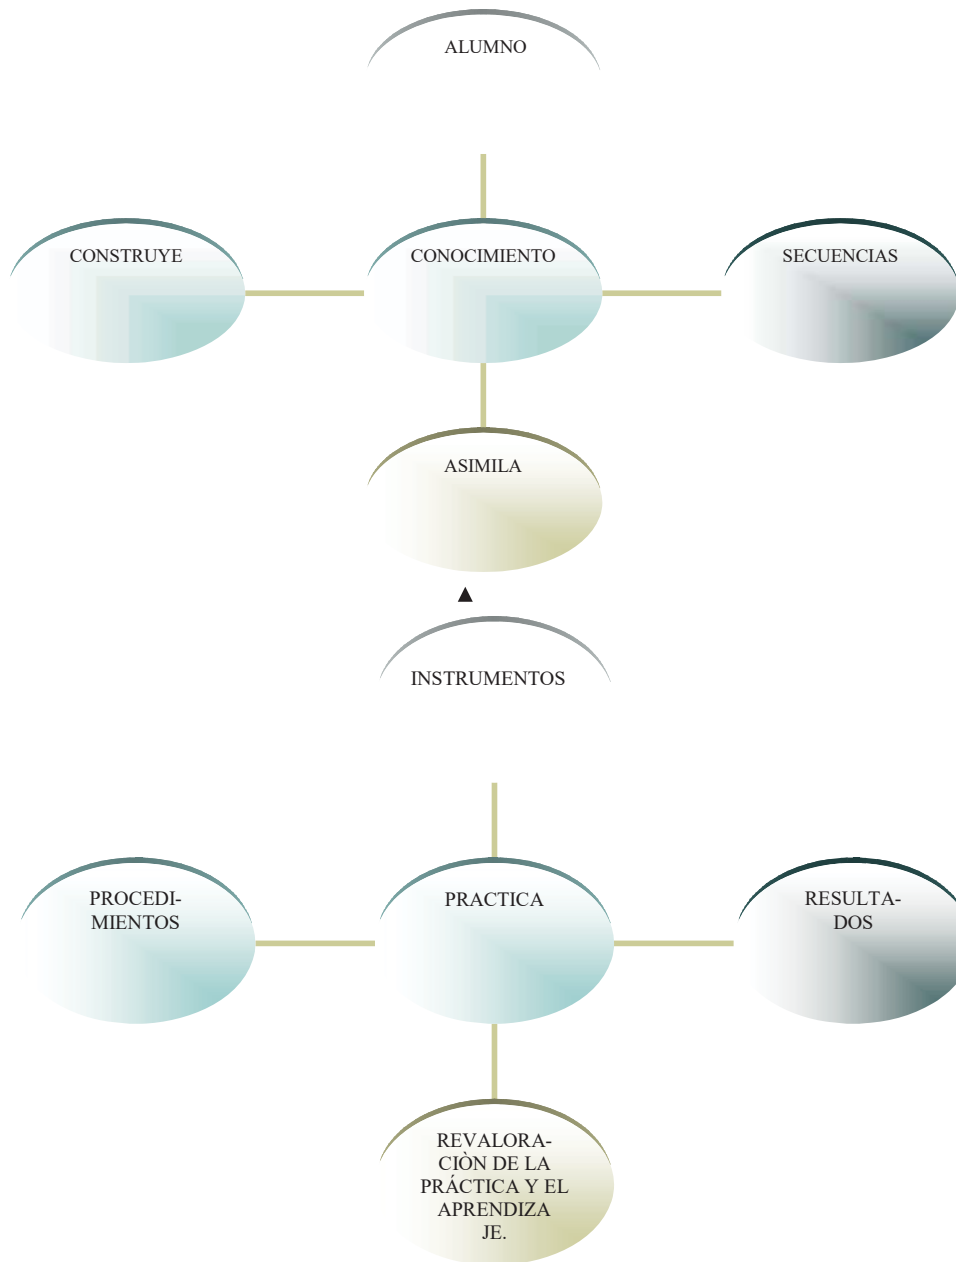 ALUMNO
CONSTRUYE
CONOCIMIENTO
SECUENCIAS
ASIMILA
INSTRUMENTOS
PROCEDI-
MIENTOS
PRACTICA
RESULTA-
DOS
REVALORA-
CIÒN DE LA
PRÁCTICA Y EL
APRENDIZA
JE.